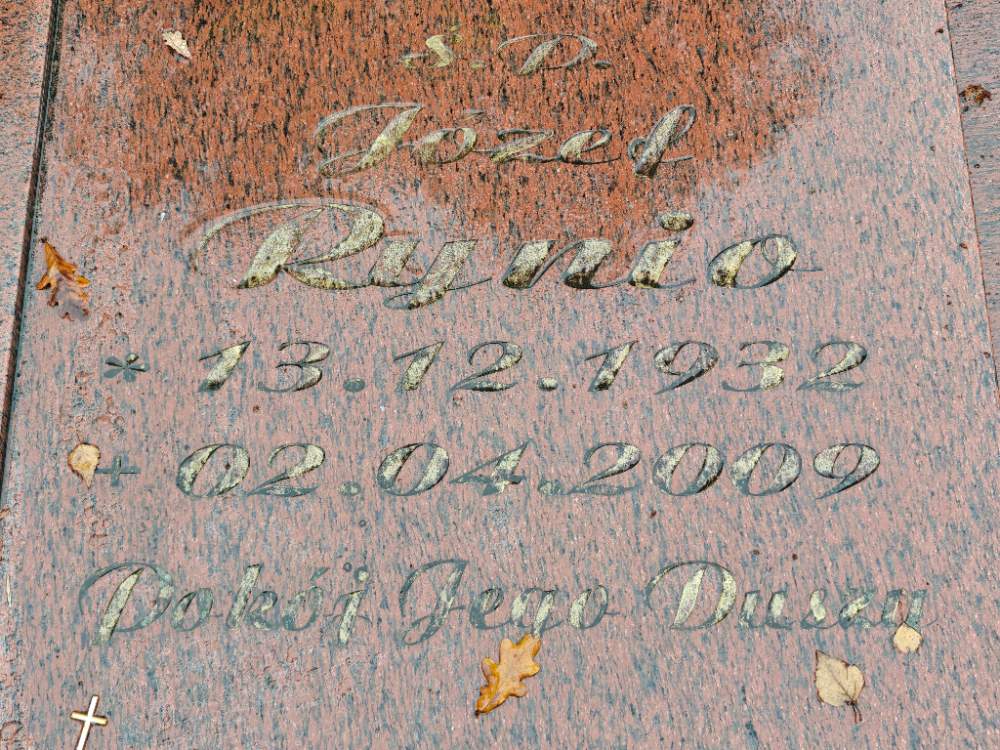 Ś. D.
Józef
Rynio
* 13.12.1932
+ 02.04.2009
Pokój Jego Duszy